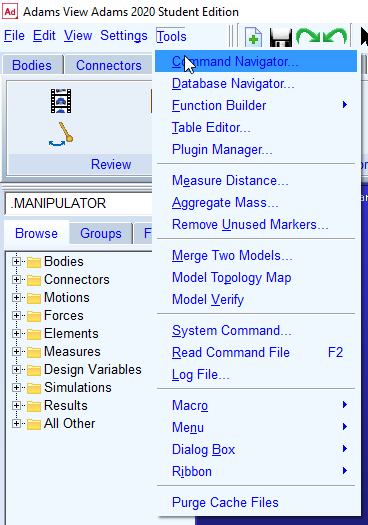 Ad Adams View Adams 2020 Student Edition
File Edit View Settings Tools
Bodies Connectors
Review
.MANIPULATOR
Browse Groups F
Bodies
Connectors
Motions
Forces
Elements
Measures
Design Variables
Simulations
Results
All Other
Command Navigator...
Database Navigator...
Function Builder
Table Editor...
Plugin Manager...
Measure Distance...
Aggregate Mass...
Remove Unused Markers...
Merge Two Models...
Model Topology Map
Model Verify
System Command...
Read Command File F2
Log File...
Macro
Menu
Dialog Box
Ribbon
Purge Cache Files